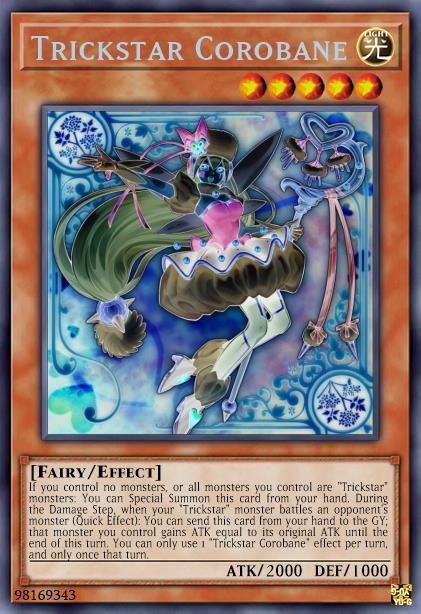 TRICKSTAR COROBANE
LIGHT
光
[FAIRY/EFFECT]
If you control no monsters, or all monsters you control are "Trickstar"
monsters: You can Special Summon this card from your hand. During
the Damage Step, when your "Trickstar" monster battles an opponent's
monster (Quick Effect): You can send this card from your hand to the GY;
that monster you control gains ATK equal to its original ATK until the
end of this turn. You can only use 1 "Trickstar Corobane" effect per turn,
and only once that turn.
ATK/2000 DEF/1000
98169343